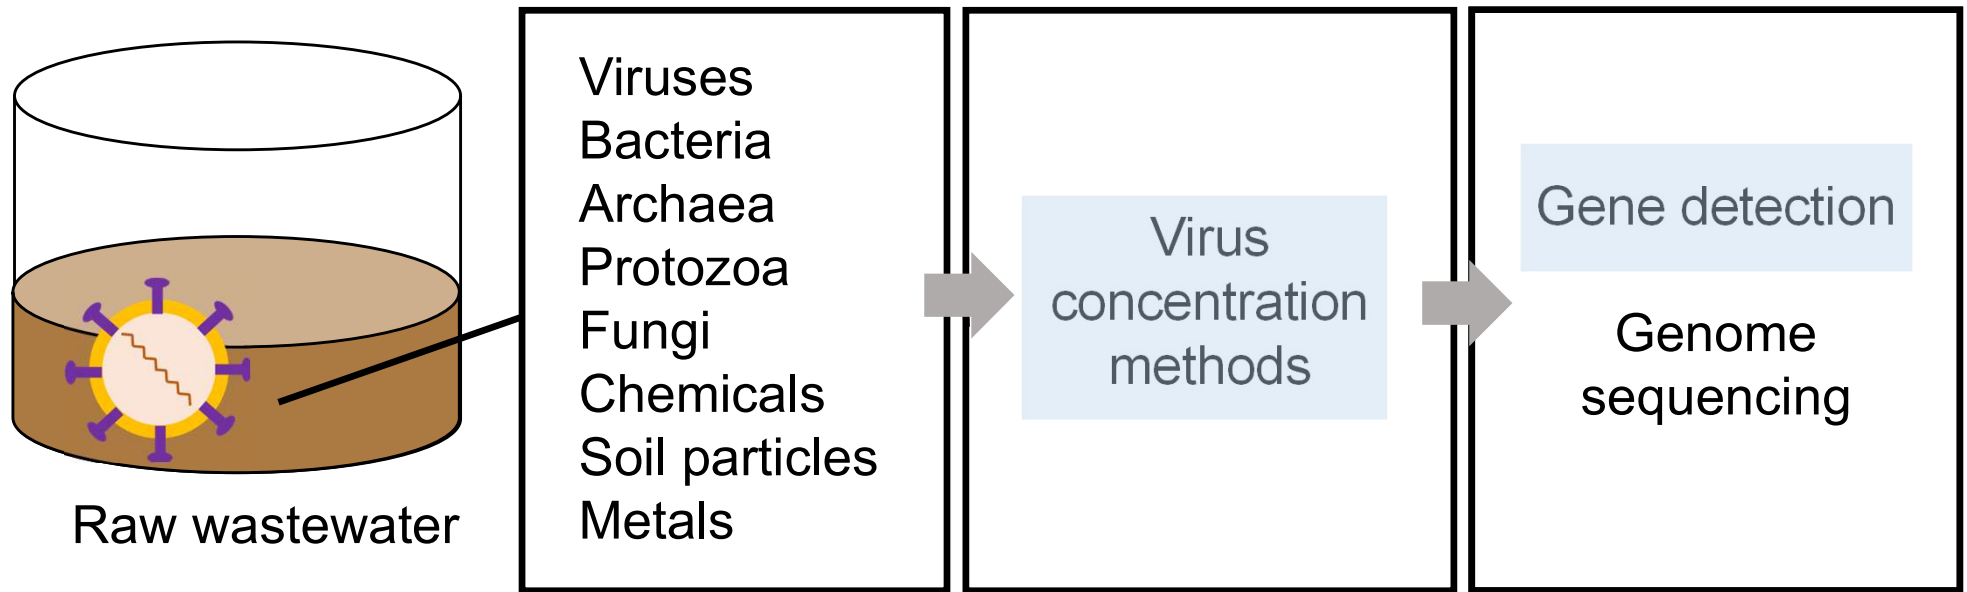 Raw wastewater
Viruses
Bacteria
Archaea
Protozoa
Fungi
Chemicals
Soil particles
Metals
Virus
concentration
methods
Gene detection
Genome
sequencing